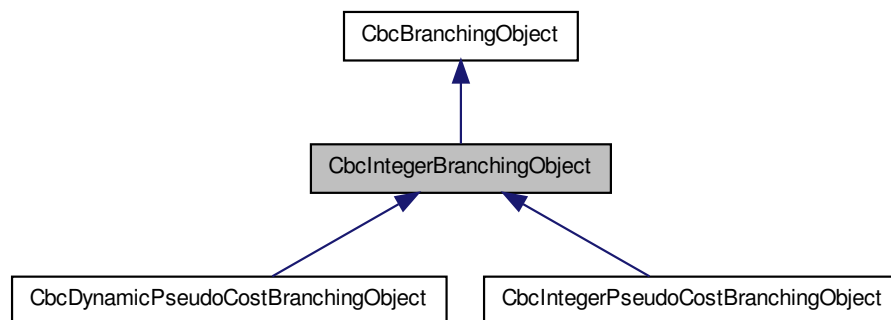 CbcBranchingObject
CbcIntegerBranchingObject
CbcDynamicPseudoCostBranchingObject
CbcIntegerPseudoCostBranchingObject